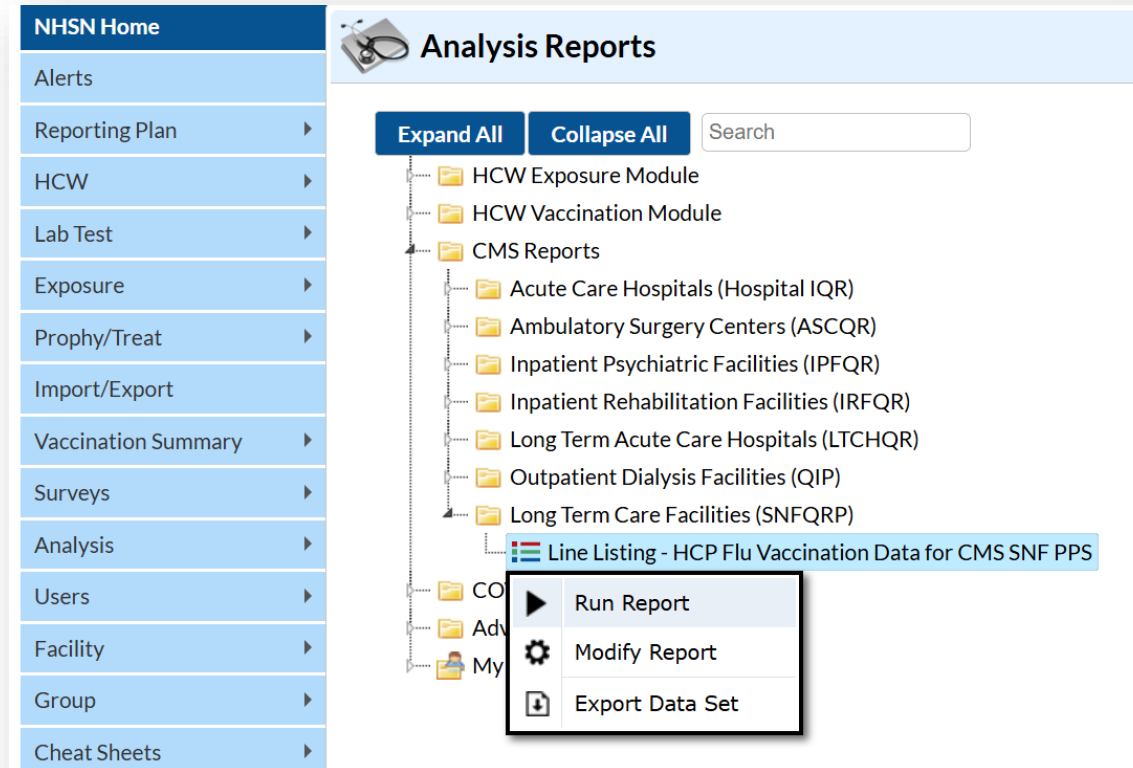 NHSN Home
Alerts
Reporting Plan
HCW
Lab Test
Exposure
Prophy/Treat
Import/Export
Vaccination Summary
Surveys
Analysis
Users
Facility
Group
Cheat Sheets
Analysis Reports
Expand All
Collapse All
Search
HCW Exposure Module
HCW Vaccination Module
CMS Reports
Acute Care Hospitals (Hospital IQR)
Ambulatory Surgery Centers (ASCQR)
Inpatient Psychiatric Facilities (IPFQR)
Inpatient Rehabilitation Facilities (IRFQR)
Long Term Acute Care Hospitals (LTCHQR)
Outpatient Dialysis Facilities (QIP)
Long Term Care Facilities (SNFQRP)
Line Listing - HCP Flu Vaccination Data for CMS SNF PPS
Run Report
Modify Report
Export Data Set
My